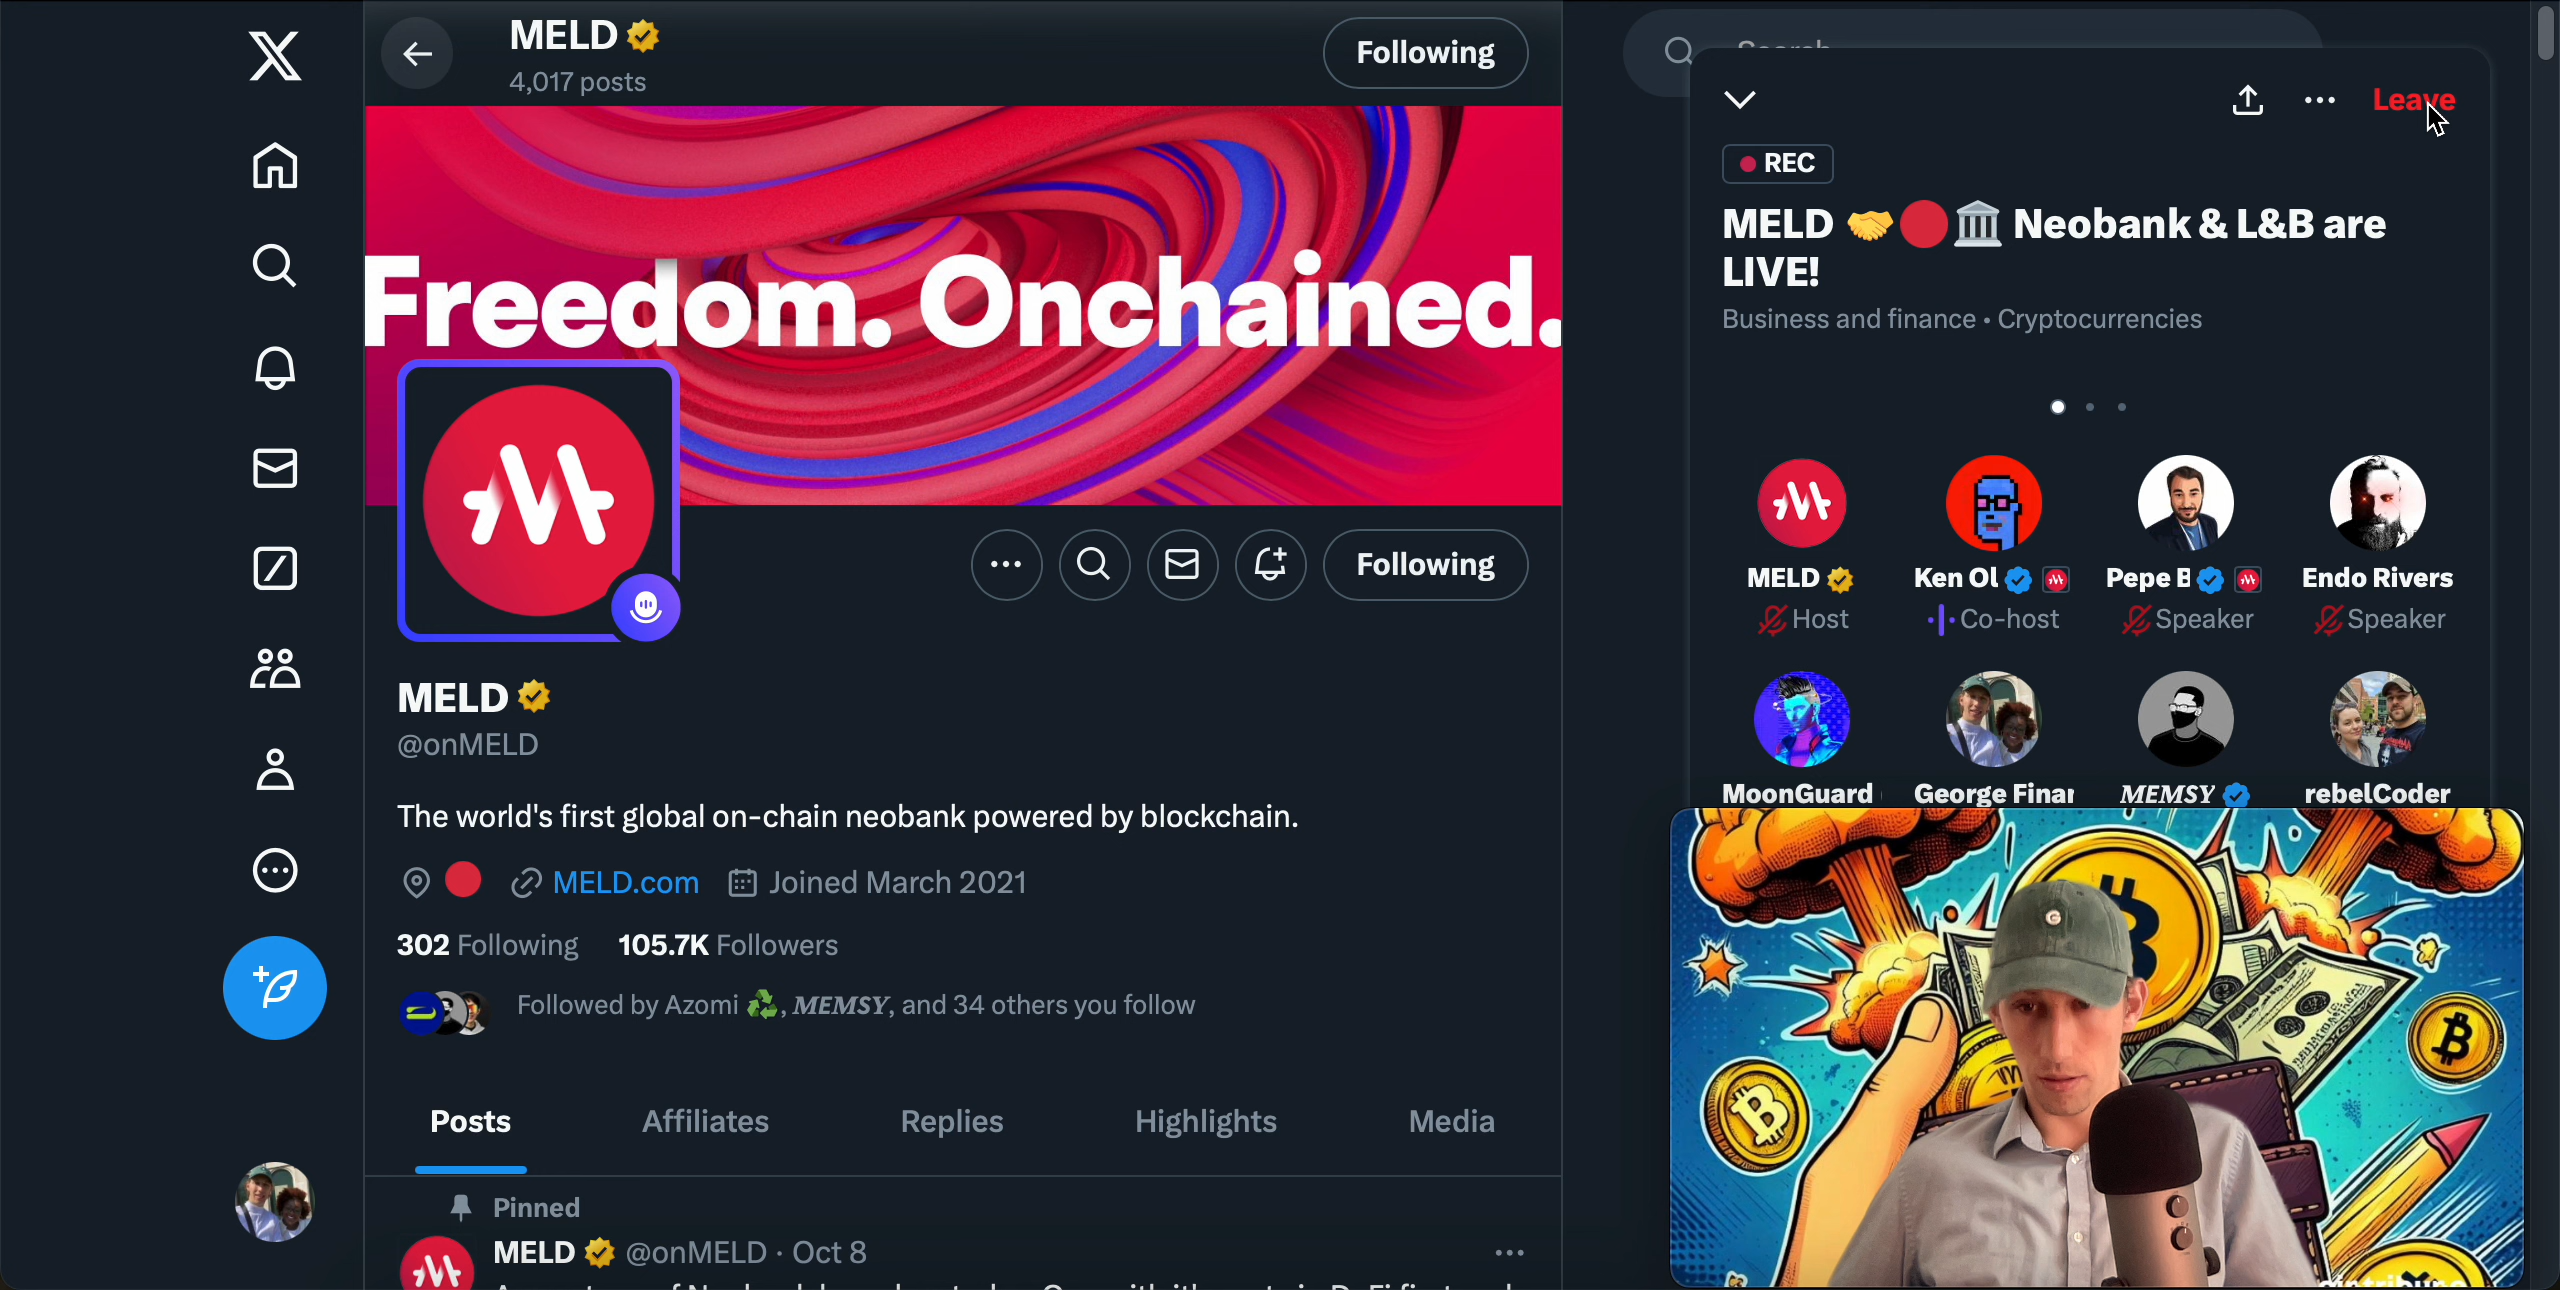 MELD
4,017 posts
Following
Freedom. Onchained.
Following
MELD
@onMELD
The world's first global on-chain neobank powered by blockchain.
MELD.com Joined March 2021
302 Following 105.7K Followers
Followed by Azomi ♻️, MEMSY, and 34 others you follow
Posts Affiliates Replies Highlights Media
Pinned
MELD @onMELD · Oct 8
Search
Leave
REC
MELD 🤝🔴🏛️ Neobank & L&B are
LIVE!
Business and finance • Cryptocurrencies
MELD Ken Ol Pepe B Endo Rivers
Host Co-host Speaker Speaker
MoonGuard George Finar MEMSY rebelCoder